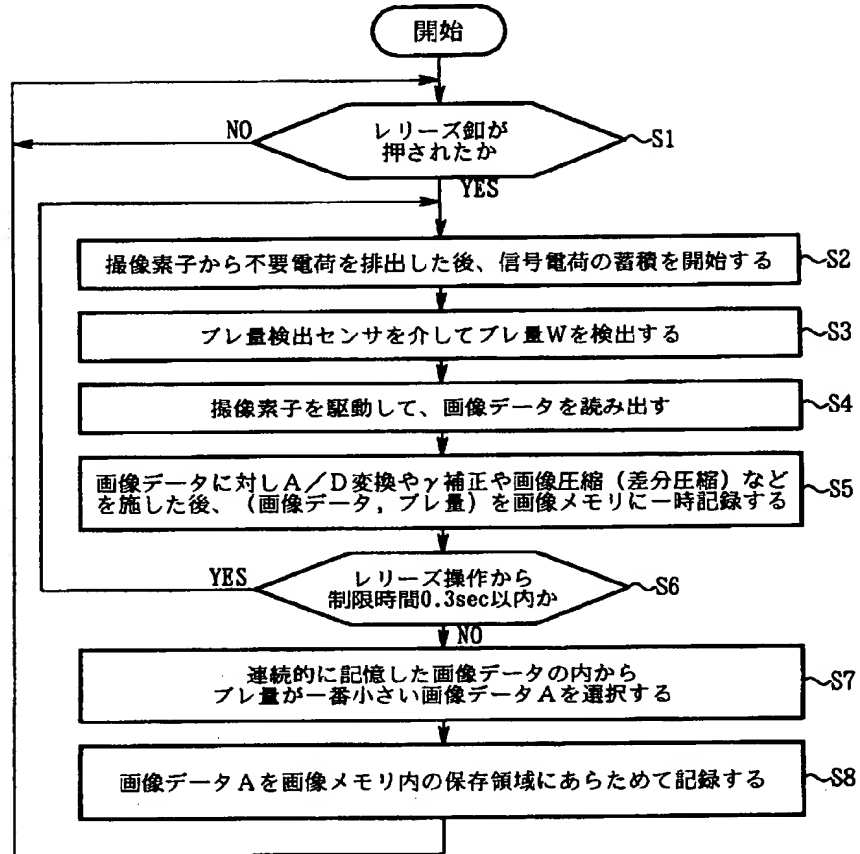 開始
NO
レリーズ釦が
押されたか
S1
YES
撮像素子から不要電荷を排出した後、信号電荷の蓄積を開始する
S2
ブレ量検出センサを介してブレ量Wを検出する
S3
撮像素子を駆動して、画像データを読み出す
S4
画像データに対しA／D変換やγ補正や画像圧縮（差分圧縮）など
を施した後、（画像データ，ブレ量）を画像メモリに一時記録する
S5
YES
レリーズ操作から
制限時間0.3sec以内か
S6
NO
連続的に記憶した画像データの内から
ブレ量が一番小さい画像データAを選択する
S7
画像データAを画像メモリ内の保存領域にあらためて記録する
S8